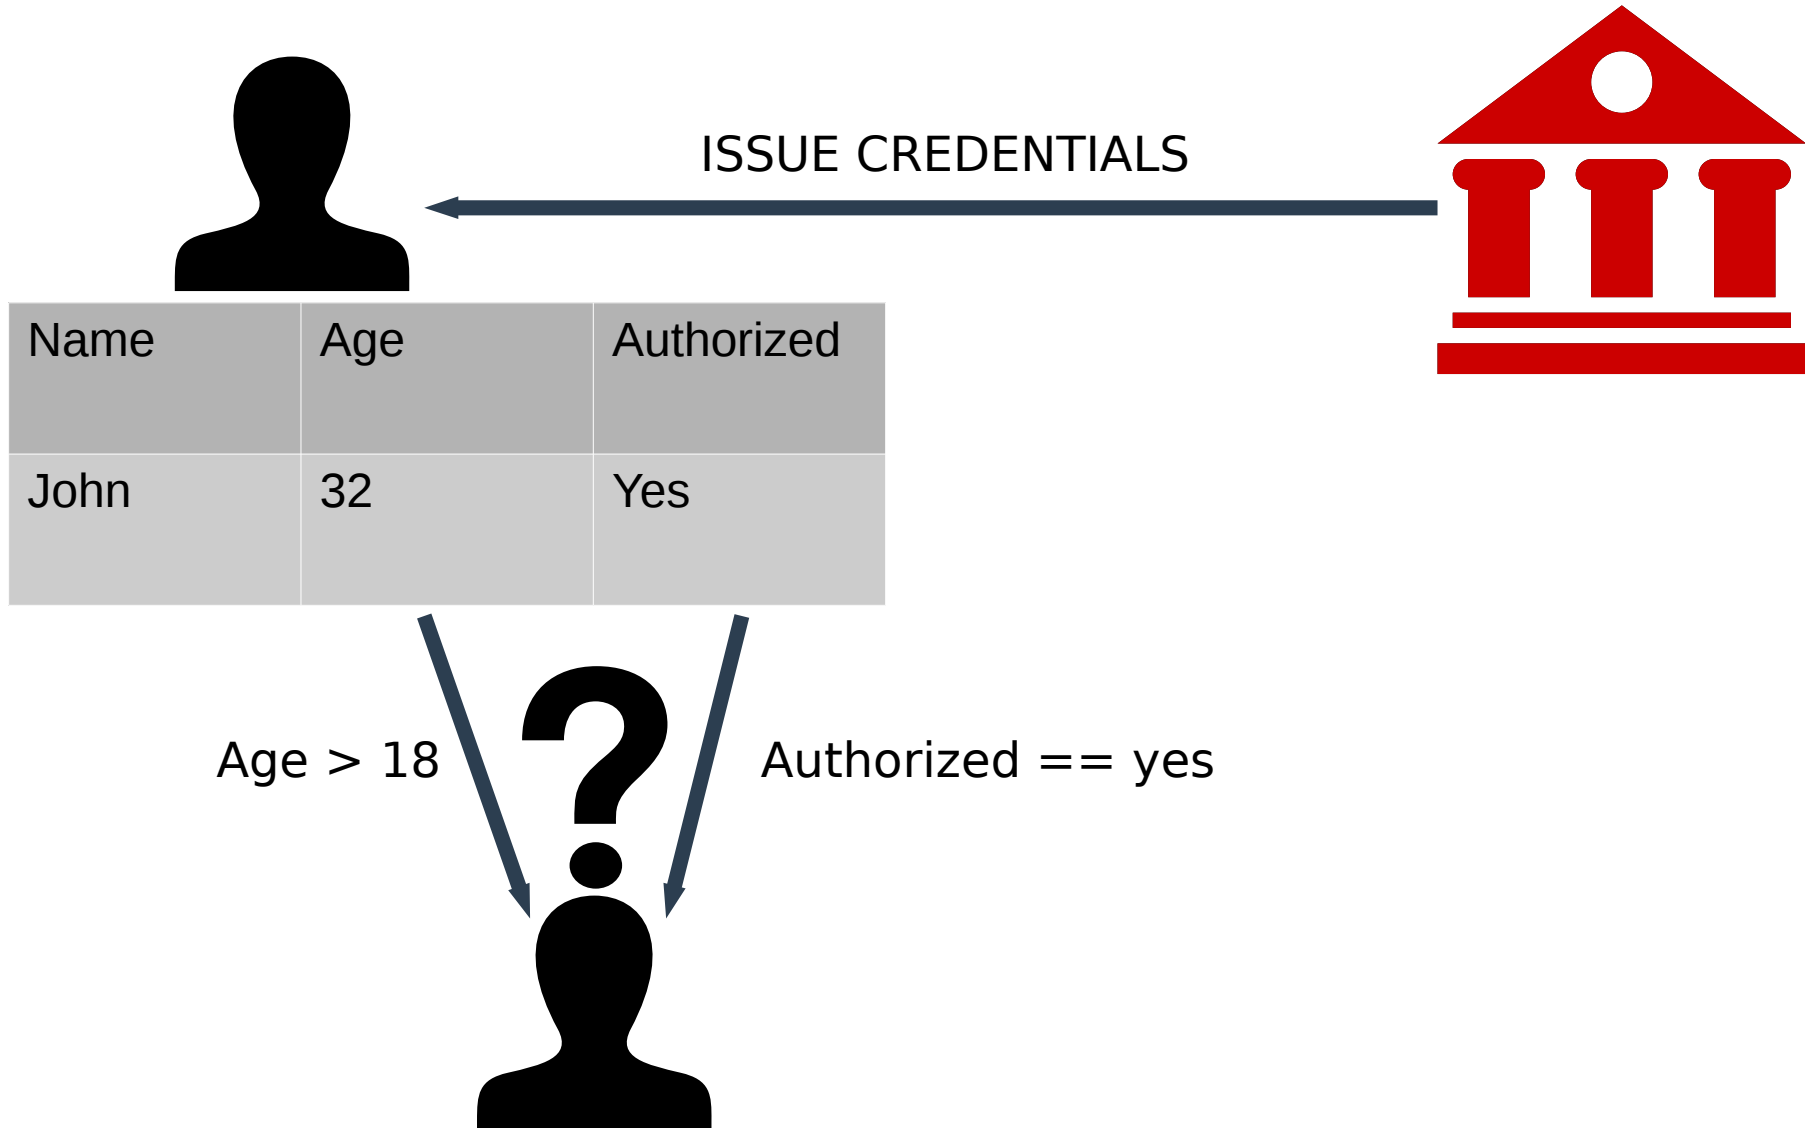 ISSUE CREDENTIALS
Name Age Authorized
John 32 Yes
?
Age > 18 Authorized == yes